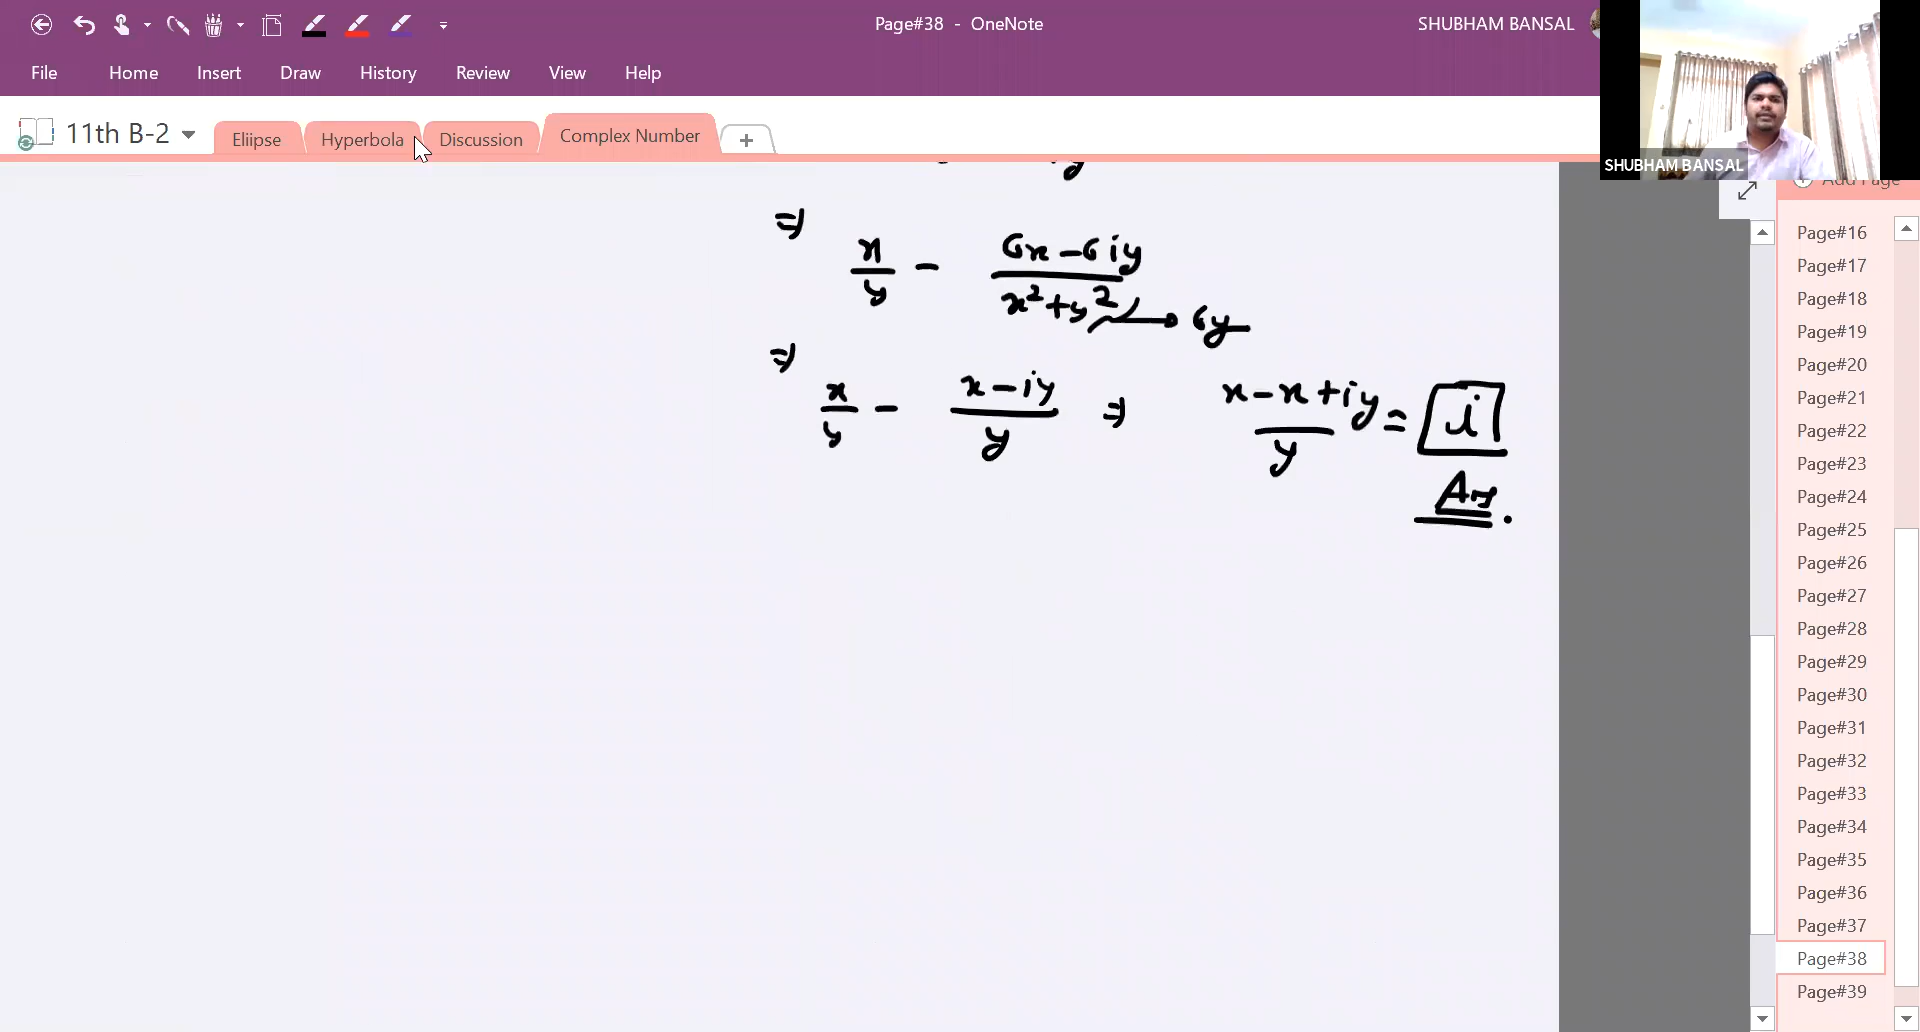 Page#38 - OneNote
SHUBHAM BANSAL
File Home Insert Draw History Review View Help
11th B-2
Eliipse
Hyperbola
Discussion
Complex Number
+
SHUBHAM BANSAL
Add Page
⇒
x/y - (6x - 6iy)/(x² + y²) → 6y
⇒
x/y - (x - iy)/y ⇒ (x - x + iy)/y = i
Ans.
Page#16
Page#17
Page#18
Page#19
Page#20
Page#21
Page#22
Page#23
Page#24
Page#25
Page#26
Page#27
Page#28
Page#29
Page#30
Page#31
Page#32
Page#33
Page#34
Page#35
Page#36
Page#37
Page#38
Page#39